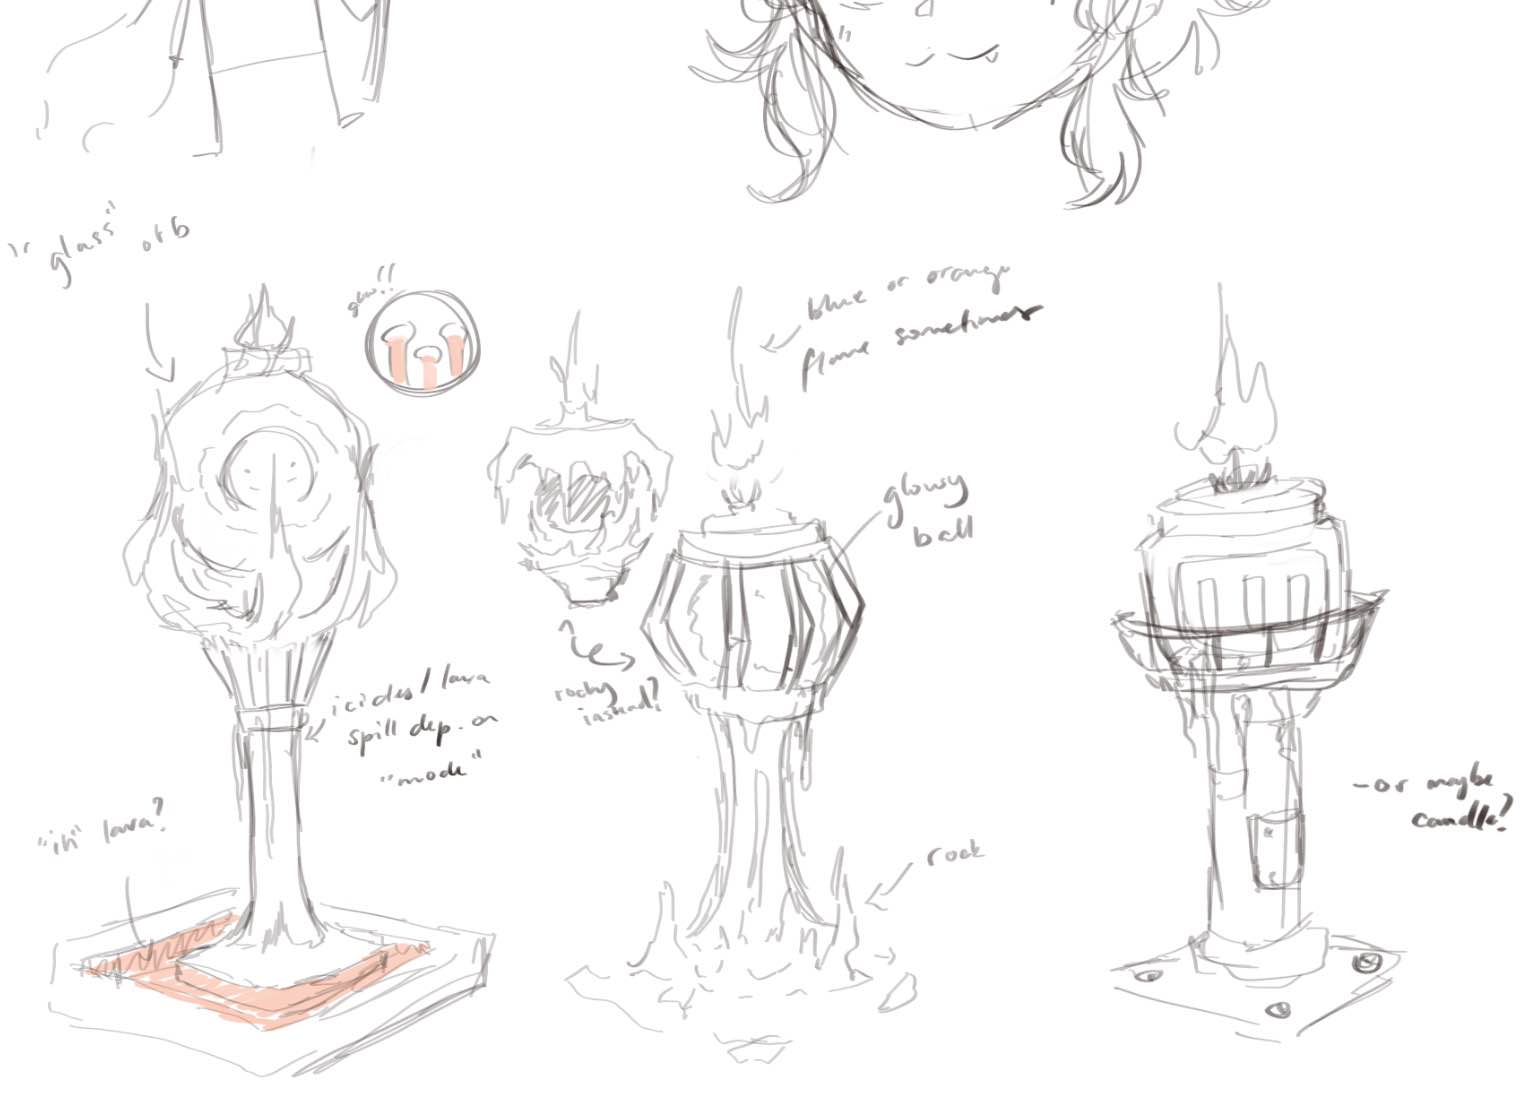 "glass" orb
glow!!
blue or orange
flame sometimes
glowy
ball
icicles / lava
spill dep. on
"mode"
rocky
instead?
"in" lava?
rock
- or maybe
candle?